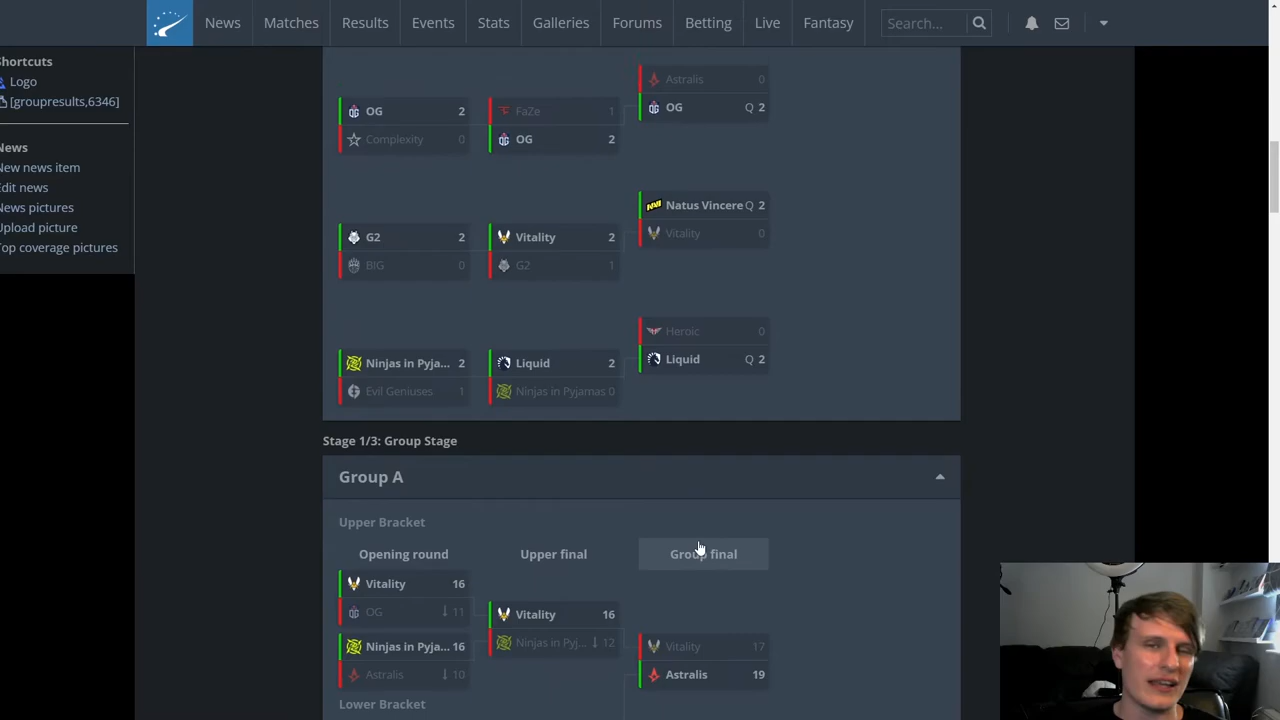 News Matches Results Events Stats Galleries Forums Betting Live Fantasy Search...
Shortcuts
Logo
[groupresults,6346]
News
New news item
Edit news
News pictures
Upload picture
Top coverage pictures
Astralis 0
OG Q 2
OG 2
Complexity 0
FaZe 1
OG 2
Natus Vincere Q 2
Vitality 0
G2 2
BIG 0
Vitality 2
G2 1
Heroic 0
Liquid Q 2
Ninjas in Pyja... 2
Evil Geniuses 1
Liquid 2
Ninjas in Pyjamas 0
Stage 1/3: Group Stage
Group A
Upper Bracket
Opening round Upper final Group final
Vitality 16
OG ↓ 11
Ninjas in Pyja... 16
Astralis ↓ 10
Vitality 16
Ninjas in Pyj... ↓ 12
Vitality 17
Astralis 19
Lower Bracket